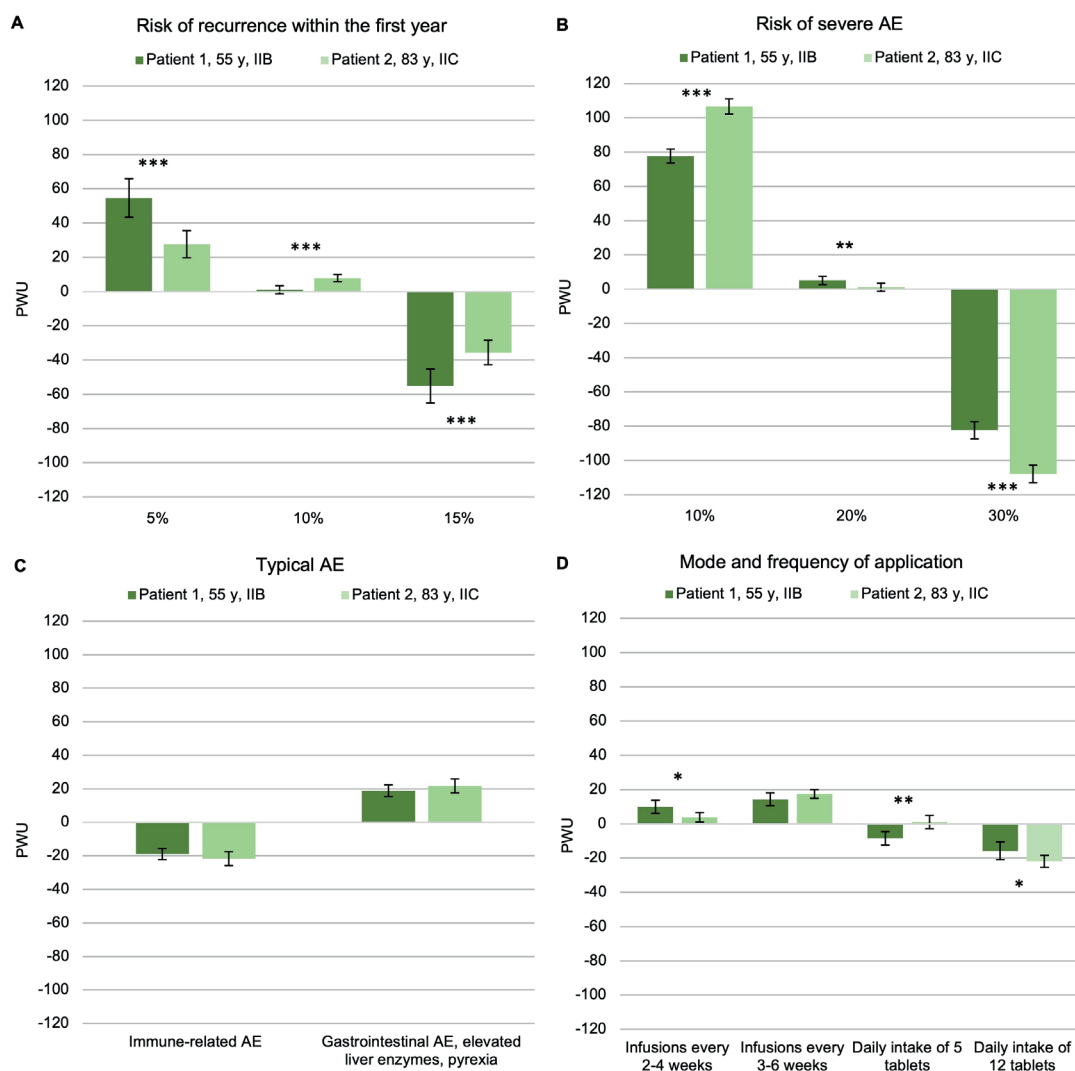 A
Risk of recurrence within the first year
Patient 1, 55 y, IIB
Patient 2, 83 y, IIC
120
100
80
60
40
20
0
-20
-40
-60
-80
-100
-120
PWU
***
***
***
5%
10%
15%
B
Risk of severe AE
Patient 1, 55 y, IIB
Patient 2, 83 y, IIC
120
100
80
60
40
20
0
-20
-40
-60
-80
-100
-120
PWU
***
**
***
10%
20%
30%
C
Typical AE
Patient 1, 55 y, IIB
Patient 2, 83 y, IIC
120
100
80
60
40
20
0
-20
-40
-60
-80
-100
-120
PWU
Immune-related AE
Gastrointestinal AE, elevated
liver enzymes, pyrexia
D
Mode and frequency of application
Patient 1, 55 y, IIB
Patient 2, 83 y, IIC
120
100
80
60
40
20
0
-20
-40
-60
-80
-100
-120
PWU
*
**
*
Infusions every
2-4 weeks
Infusions every
3-6 weeks
Daily intake of 5
tablets
Daily intake of
12 tablets